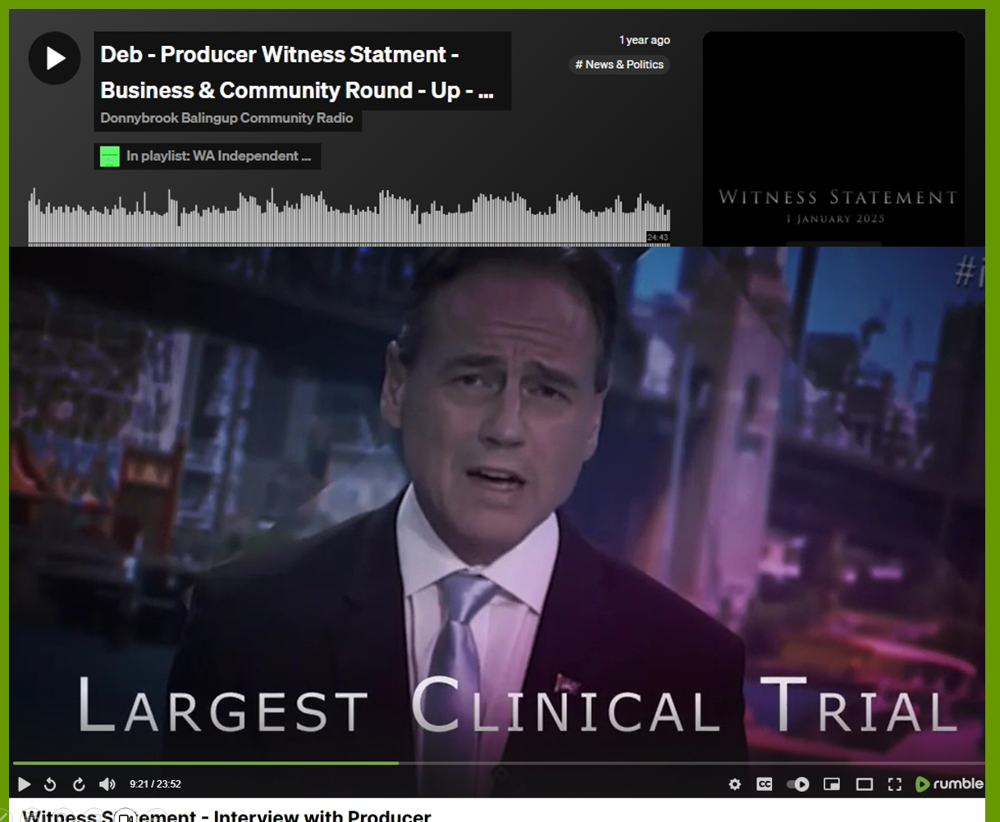 Deb - Producer Witness Statment -
Business & Community Round - Up - ...
Donnybrook Balingup Community Radio
In playlist: WA Independent ...
1 year ago
# News & Politics
24:43
WITNESS STATEMENT
1 JANUARY 2025
LARGEST CLINICAL TRIAL
9:21 / 23:52
CC
rumble
Witness Statement - Interview with Producer